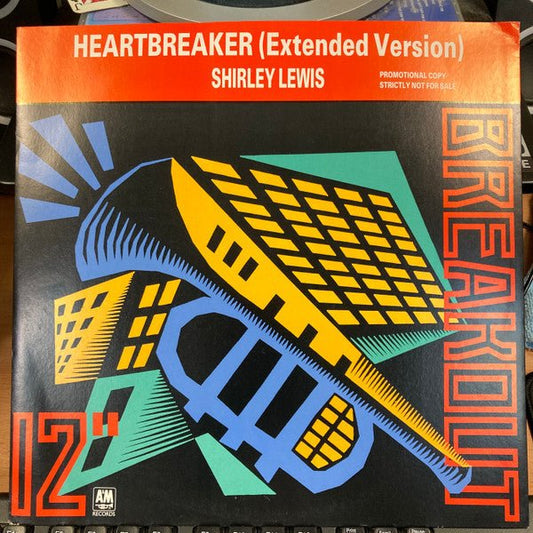 HEARTBREAKER (Extended Version)
SHIRLEY LEWIS
PROMOTIONAL COPY
STRICTLY NOT FOR SALE
BREAKOUT
12"
A&M
RECORDS